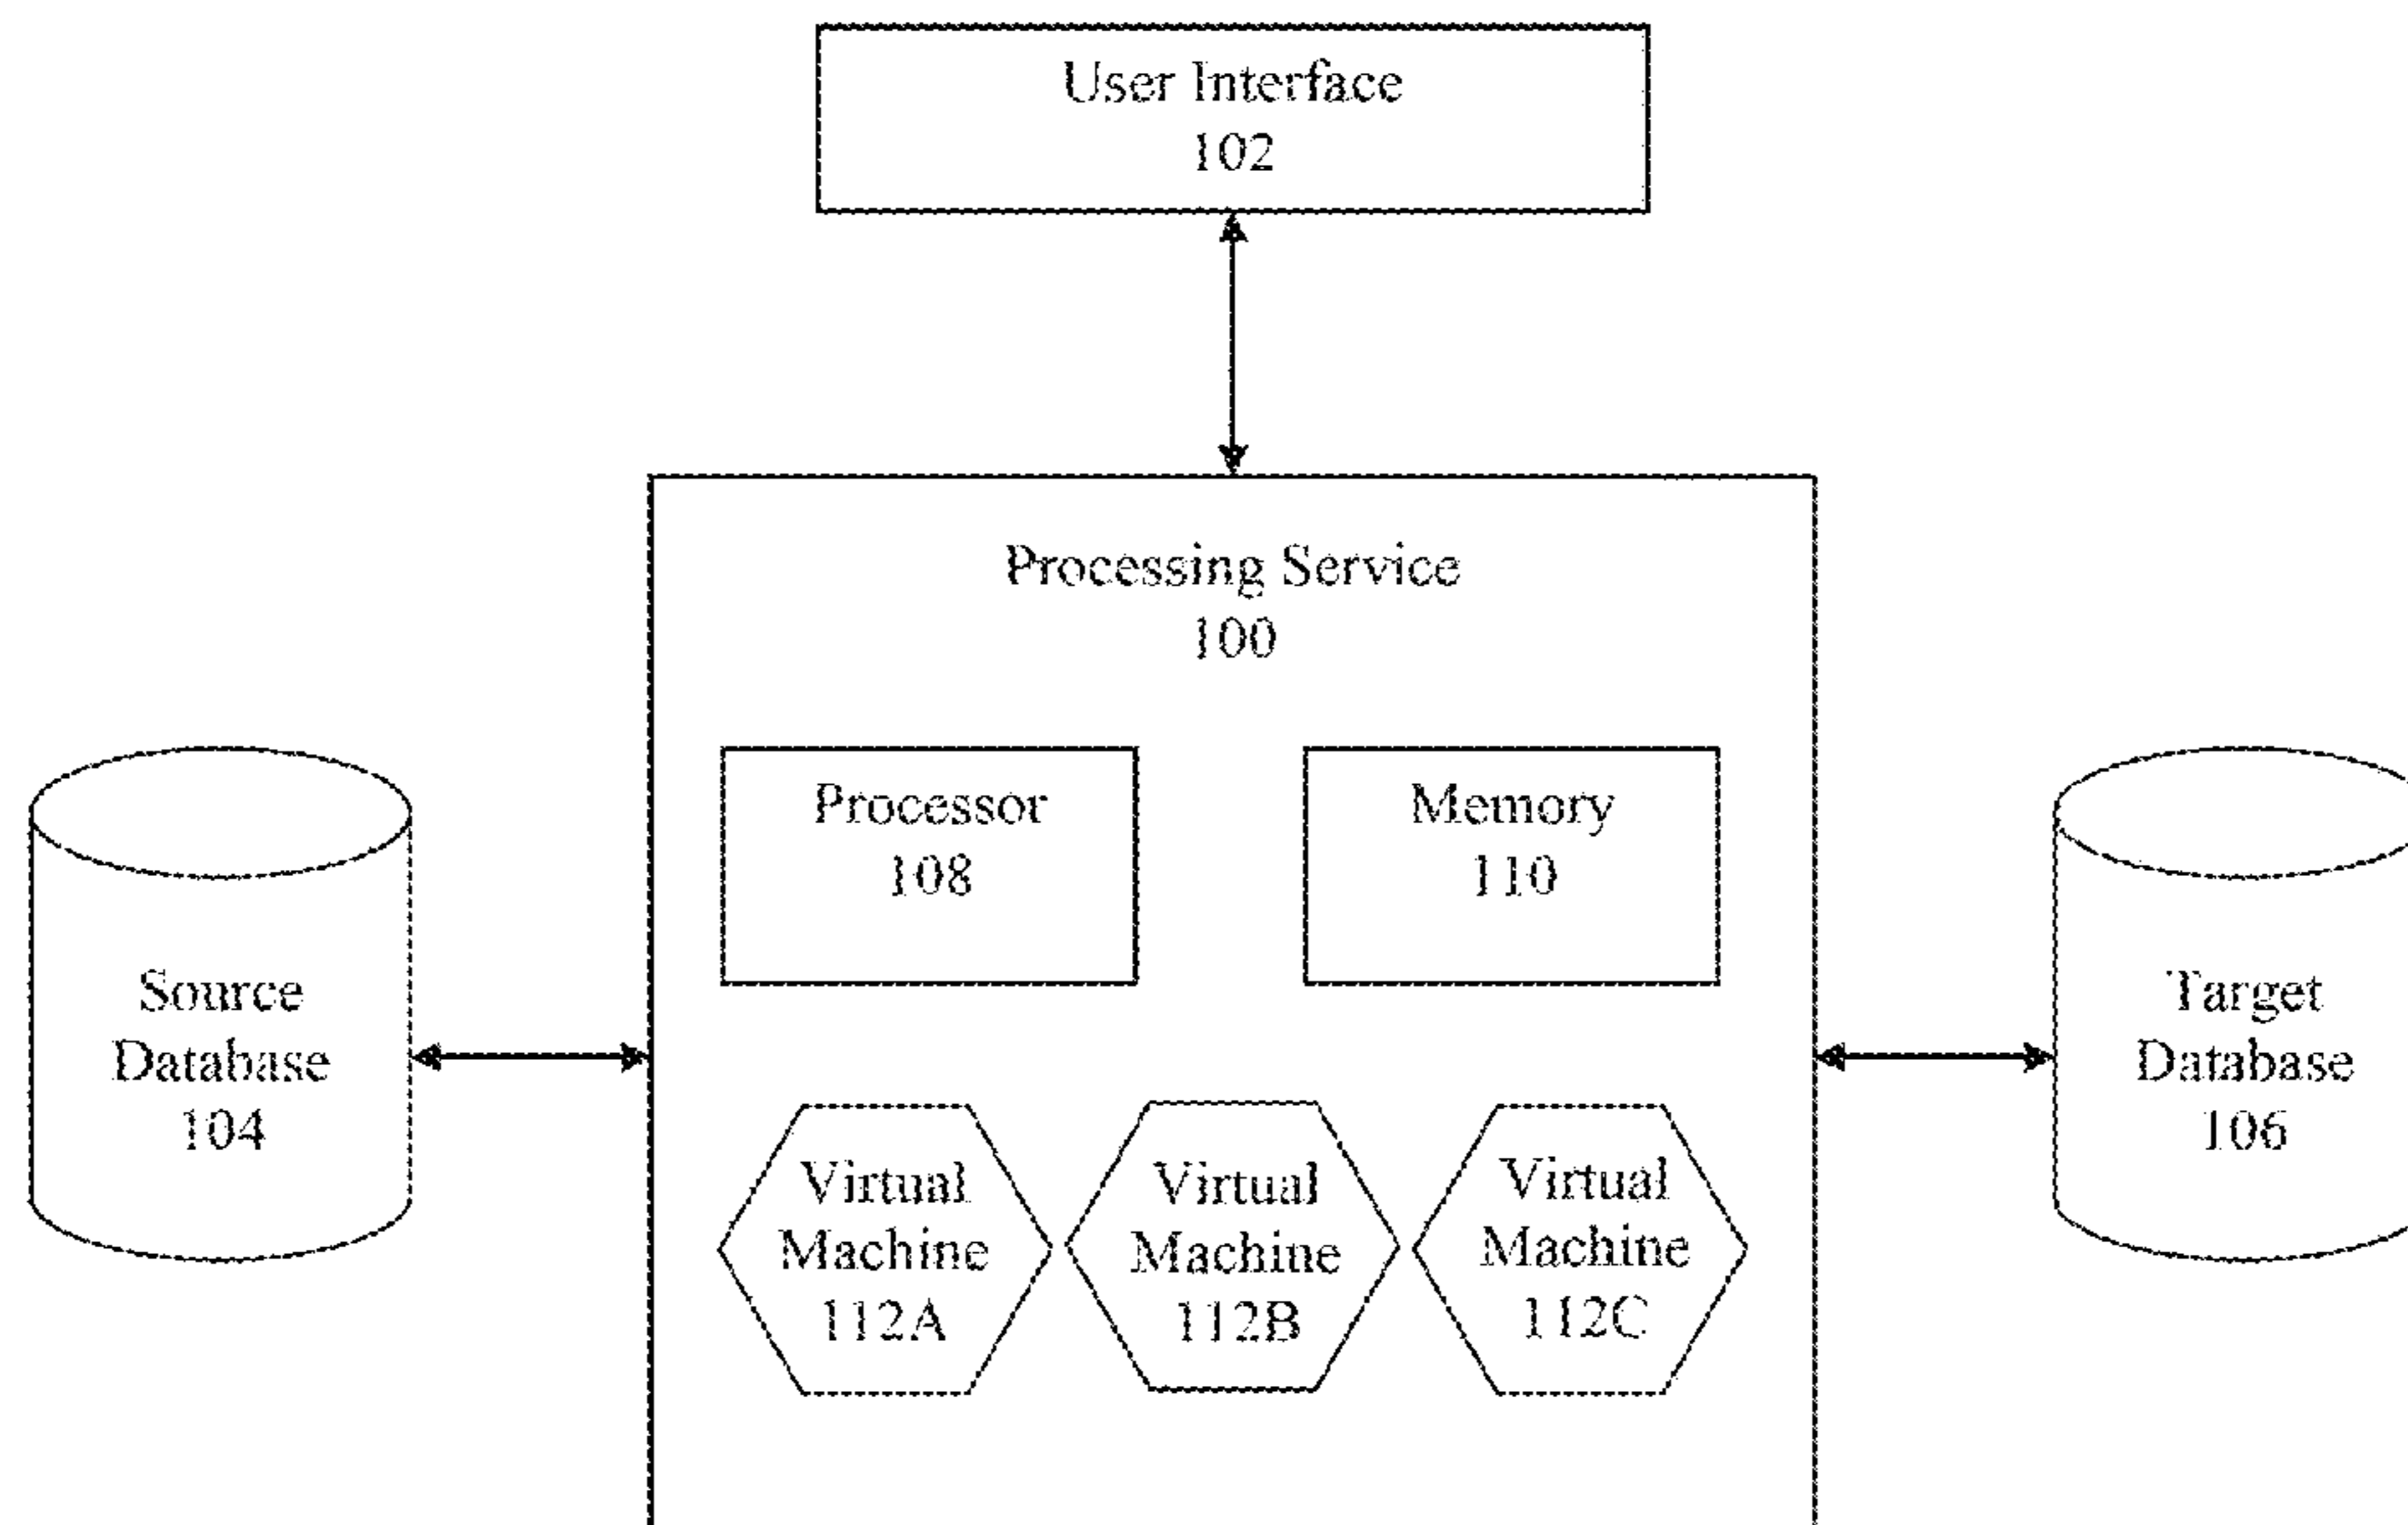 User Interface
102
Processing Service
100
Processor
108
Memory
110
Source
Database
104
Target
Database
106
Virtual
Machine
112A
Virtual
Machine
112B
Virtual
Machine
112C